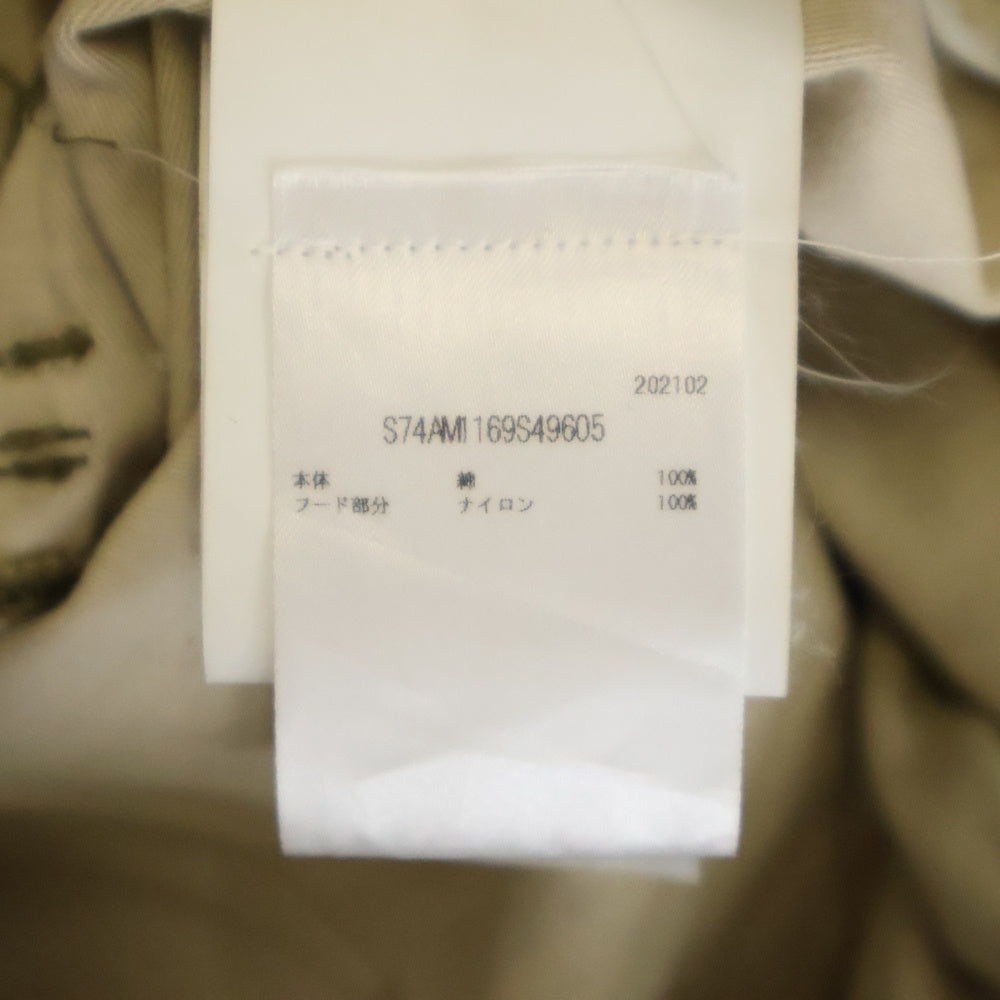 202102
S74AM1169S49605
本体 綿 100%
フード部分 ナイロン 100%